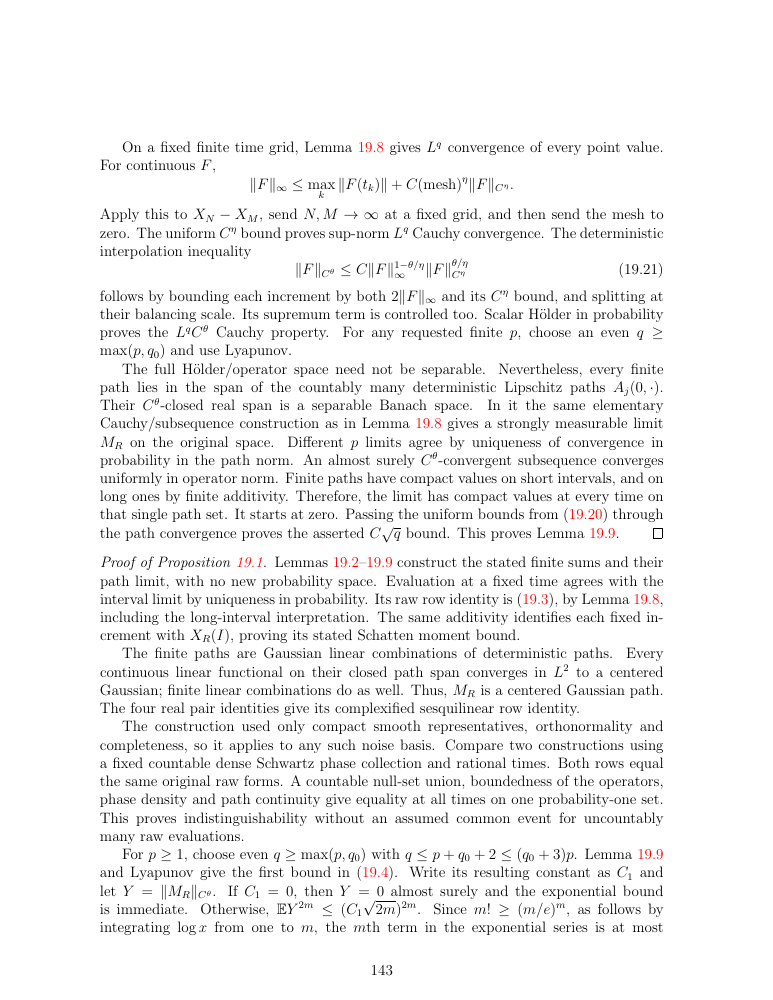 On a fixed finite time grid, Lemma 19.8 gives L^q convergence of every point value.
For continuous F,
‖F‖_∞ ≤ max_k ‖F(t_k)‖ + C(mesh)^η‖F‖_{C^η}.
Apply this to X_N − X_M, send N, M → ∞ at a fixed grid, and then send the mesh to
zero. The uniform C^η bound proves sup-norm L^q Cauchy convergence. The deterministic
interpolation inequality
‖F‖_{C^θ} ≤ C‖F‖_∞^{1−θ/η}‖F‖_{C^η}^{θ/η} (19.21)
follows by bounding each increment by both 2‖F‖_∞ and its C^η bound, and splitting at
their balancing scale. Its supremum term is controlled too. Scalar Hölder in probability
proves the L^qC^θ Cauchy property. For any requested finite p, choose an even q ≥
max(p, q_0) and use Lyapunov.
The full Hölder/operator space need not be separable. Nevertheless, every finite
path lies in the span of the countably many deterministic Lipschitz paths A_j(0, ·).
Their C^θ-closed real span is a separable Banach space. In it the same elementary
Cauchy/subsequence construction as in Lemma 19.8 gives a strongly measurable limit
M_R on the original space. Different p limits agree by uniqueness of convergence in
probability in the path norm. An almost surely C^θ-convergent subsequence converges
uniformly in operator norm. Finite paths have compact values on short intervals, and on
long ones by finite additivity. Therefore, the limit has compact values at every time on
that single path set. It starts at zero. Passing the uniform bounds from (19.20) through
the path convergence proves the asserted C√q bound. This proves Lemma 19.9. □
Proof of Proposition 19.1. Lemmas 19.2–19.9 construct the stated finite sums and their
path limit, with no new probability space. Evaluation at a fixed time agrees with the
interval limit by uniqueness in probability. Its raw row identity is (19.3), by Lemma 19.8,
including the long-interval interpretation. The same additivity identifies each fixed in-
crement with X_R(I), proving its stated Schatten moment bound.
The finite paths are Gaussian linear combinations of deterministic paths. Every
continuous linear functional on their closed path span converges in L^2 to a centered
Gaussian; finite linear combinations do as well. Thus, M_R is a centered Gaussian path.
The four real pair identities give its complexified sesquilinear row identity.
The construction used only compact smooth representatives, orthonormality and
completeness, so it applies to any such noise basis. Compare two constructions using
a fixed countable dense Schwartz phase collection and rational times. Both rows equal
the same original raw forms. A countable null-set union, boundedness of the operators,
phase density and path continuity give equality at all times on one probability-one set.
This proves indistinguishability without an assumed common event for uncountably
many raw evaluations.
For p ≥ 1, choose even q ≥ max(p, q_0) with q ≤ p + q_0 + 2 ≤ (q_0 + 3)p. Lemma 19.9
and Lyapunov give the first bound in (19.4). Write its resulting constant as C_1 and
let Y = ‖M_R‖_{C^θ}. If C_1 = 0, then Y = 0 almost surely and the exponential bound
is immediate. Otherwise, 𝔼Y^{2m} ≤ (C_1√2m)^{2m}. Since m! ≥ (m/e)^m, as follows by
integrating log x from one to m, the mth term in the exponential series is at most
143